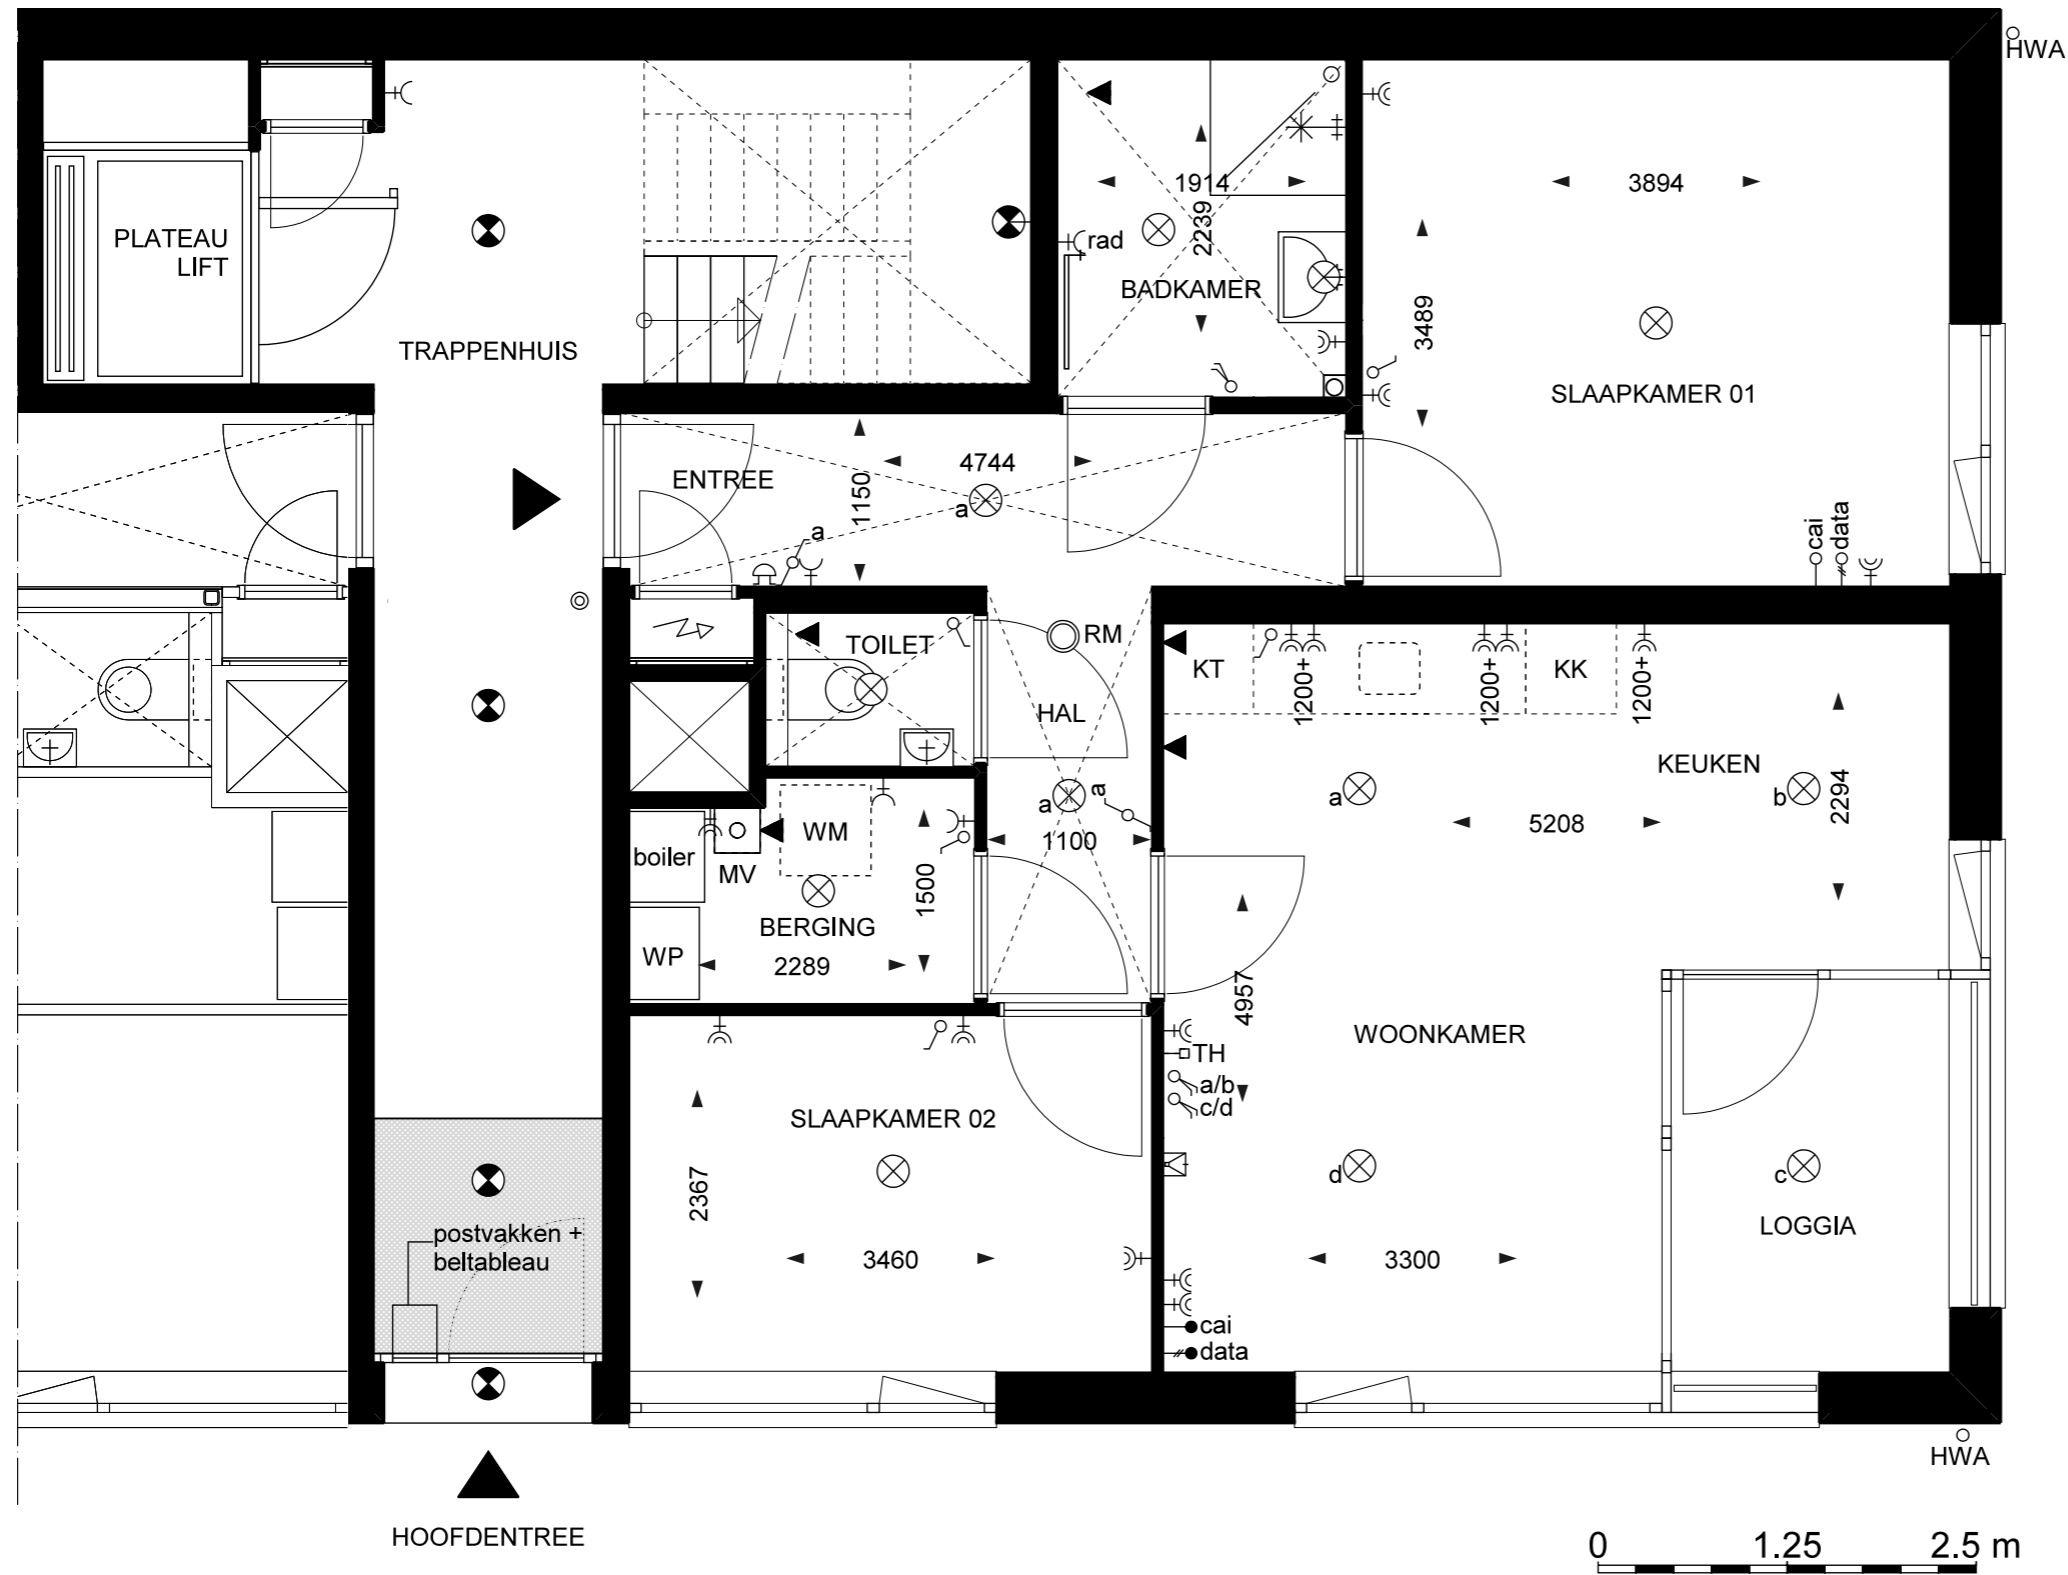 HWA
PLATEAU
LIFT
TRAPPENHUIS
1914
2239
rad
BADKAMER
3894
3489
SLAAPKAMER 01
ENTREE
4744
1150
a
a
cai
data
TOILET
RM
HAL
KT
1200+
1200+
KK
1200+
KEUKEN
a
b
5208
2294
boiler
MV
WM
WP
BERGING
2289
1500
a
a
1100
4957
WOONKAMER
TH
a/b
c/d
SLAAPKAMER 02
2367
3460
d
3300
c
LOGGIA
cai
data
postvakken +
beltableau
HWA
HOOFDENTREE
0 1.25 2.5 m